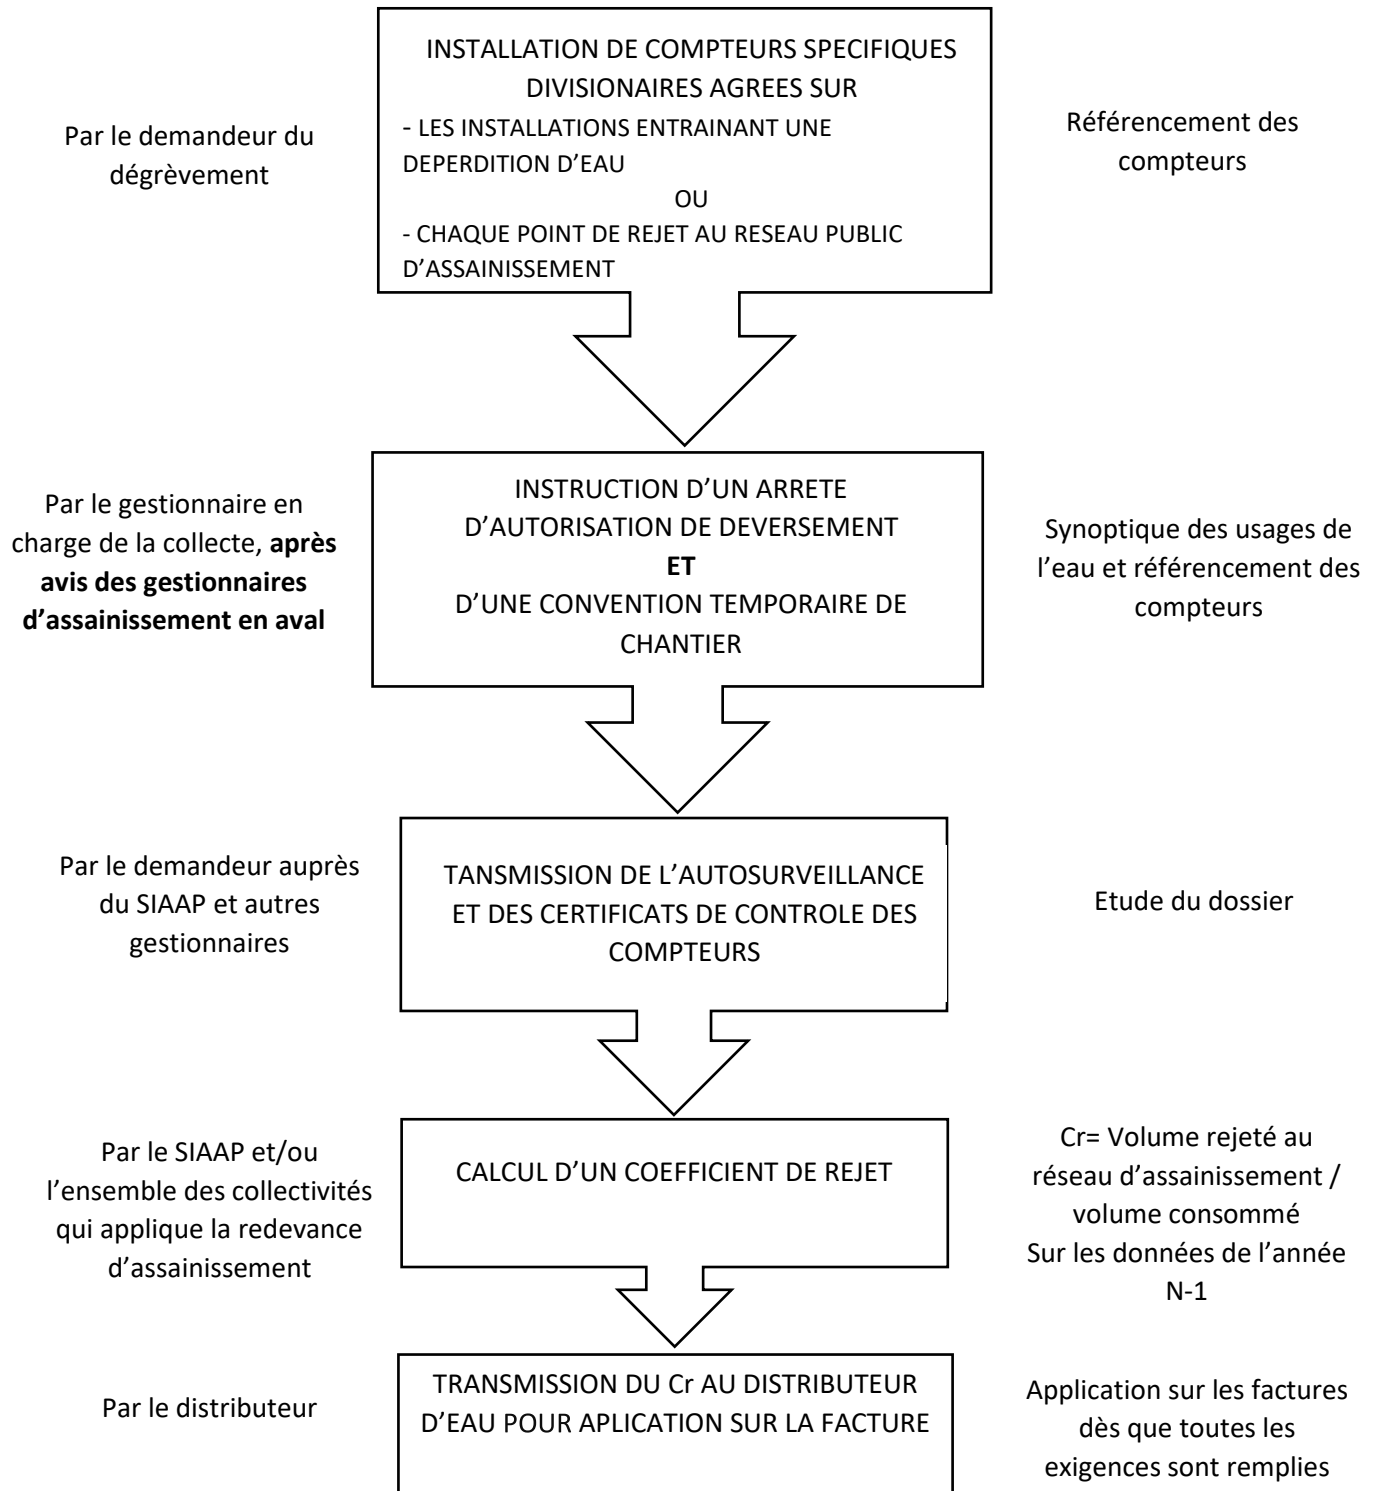 INSTALLATION DE COMPTEURS SPECIFIQUES
DIVISIONAIRES AGREES SUR
- LES INSTALLATIONS ENTRAINANT UNE
DEPERDITION D’EAU
OU
- CHAQUE POINT DE REJET AU RESEAU PUBLIC
D’ASSAINISSEMENT
Par le demandeur du
dégrèvement
Référencement des
compteurs
Par le gestionnaire en
charge de la collecte, après
avis des gestionnaires
d’assainissement en aval
INSTRUCTION D’UN ARRETE
D’AUTORISATION DE DEVERSEMENT
ET
D’UNE CONVENTION TEMPORAIRE DE
CHANTIER
Synoptique des usages de
l’eau et référencement des
compteurs
Par le demandeur auprès
du SIAAP et autres
gestionnaires
TANSMISSION DE L’AUTOSURVEILLANCE
ET DES CERTIFICATS DE CONTROLE DES
COMPTEURS
Etude du dossier
Par le SIAAP et/ou
l’ensemble des collectivités
qui applique la redevance
d’assainissement
CALCUL D’UN COEFFICIENT DE REJET
Cr= Volume rejeté au
réseau d’assainissement /
volume consommé
Sur les données de l’année
N-1
Par le distributeur
TRANSMISSION DU Cr AU DISTRIBUTEUR
D’EAU POUR APLICATION SUR LA FACTURE
Application sur les factures
dès que toutes les
exigences sont remplies